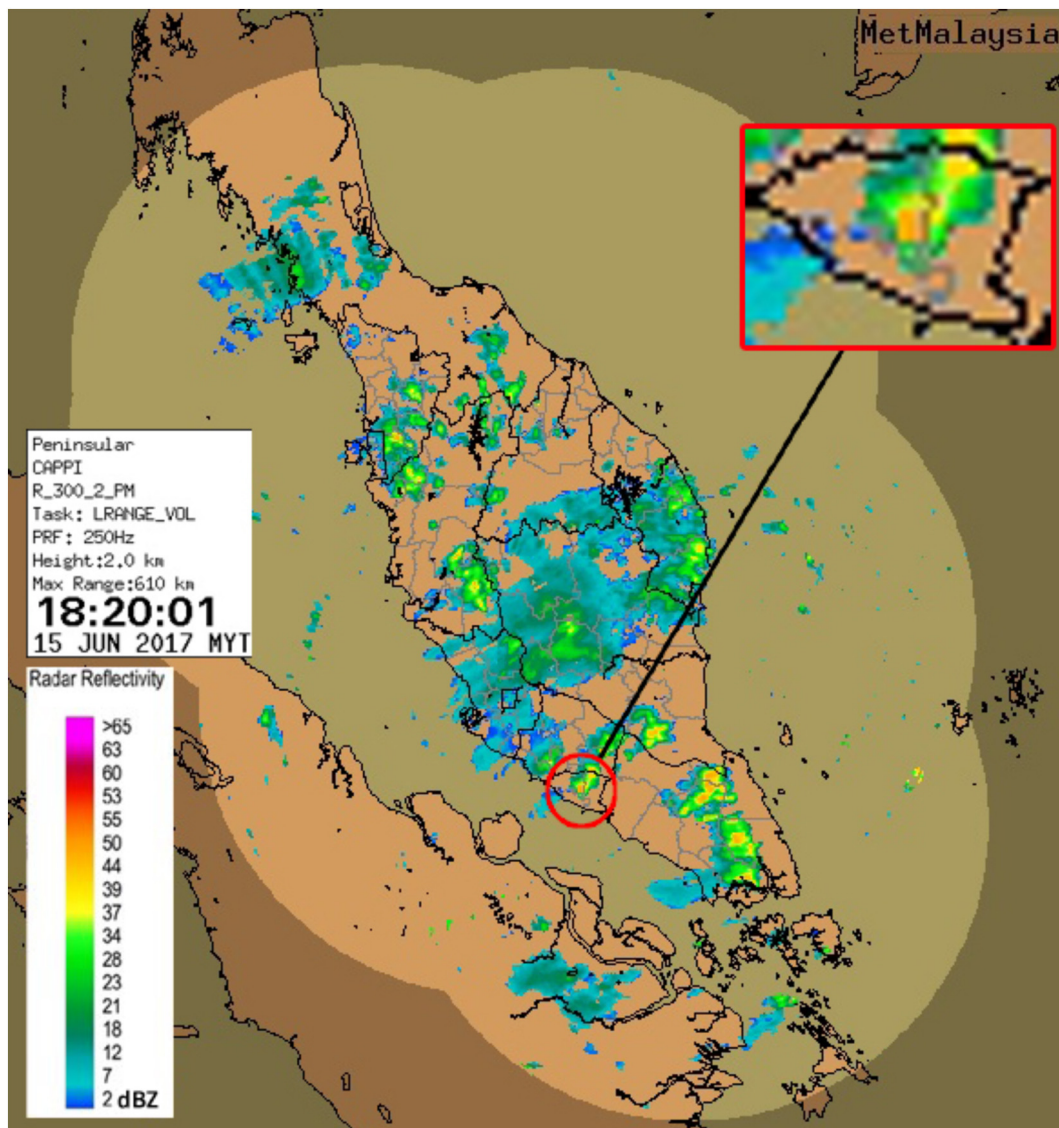 MetMalaysia
Peninsular
CAPPI
R_300_2_PM
Task: LRANGE_VOL
PRF: 250Hz
Height:2.0 km
Max Range:610 km
18:20:01
15 JUN 2017 MYT
Radar Reflectivity
>65
63
60
53
55
50
44
39
37
34
28
23
21
18
12
7
2 dBZ